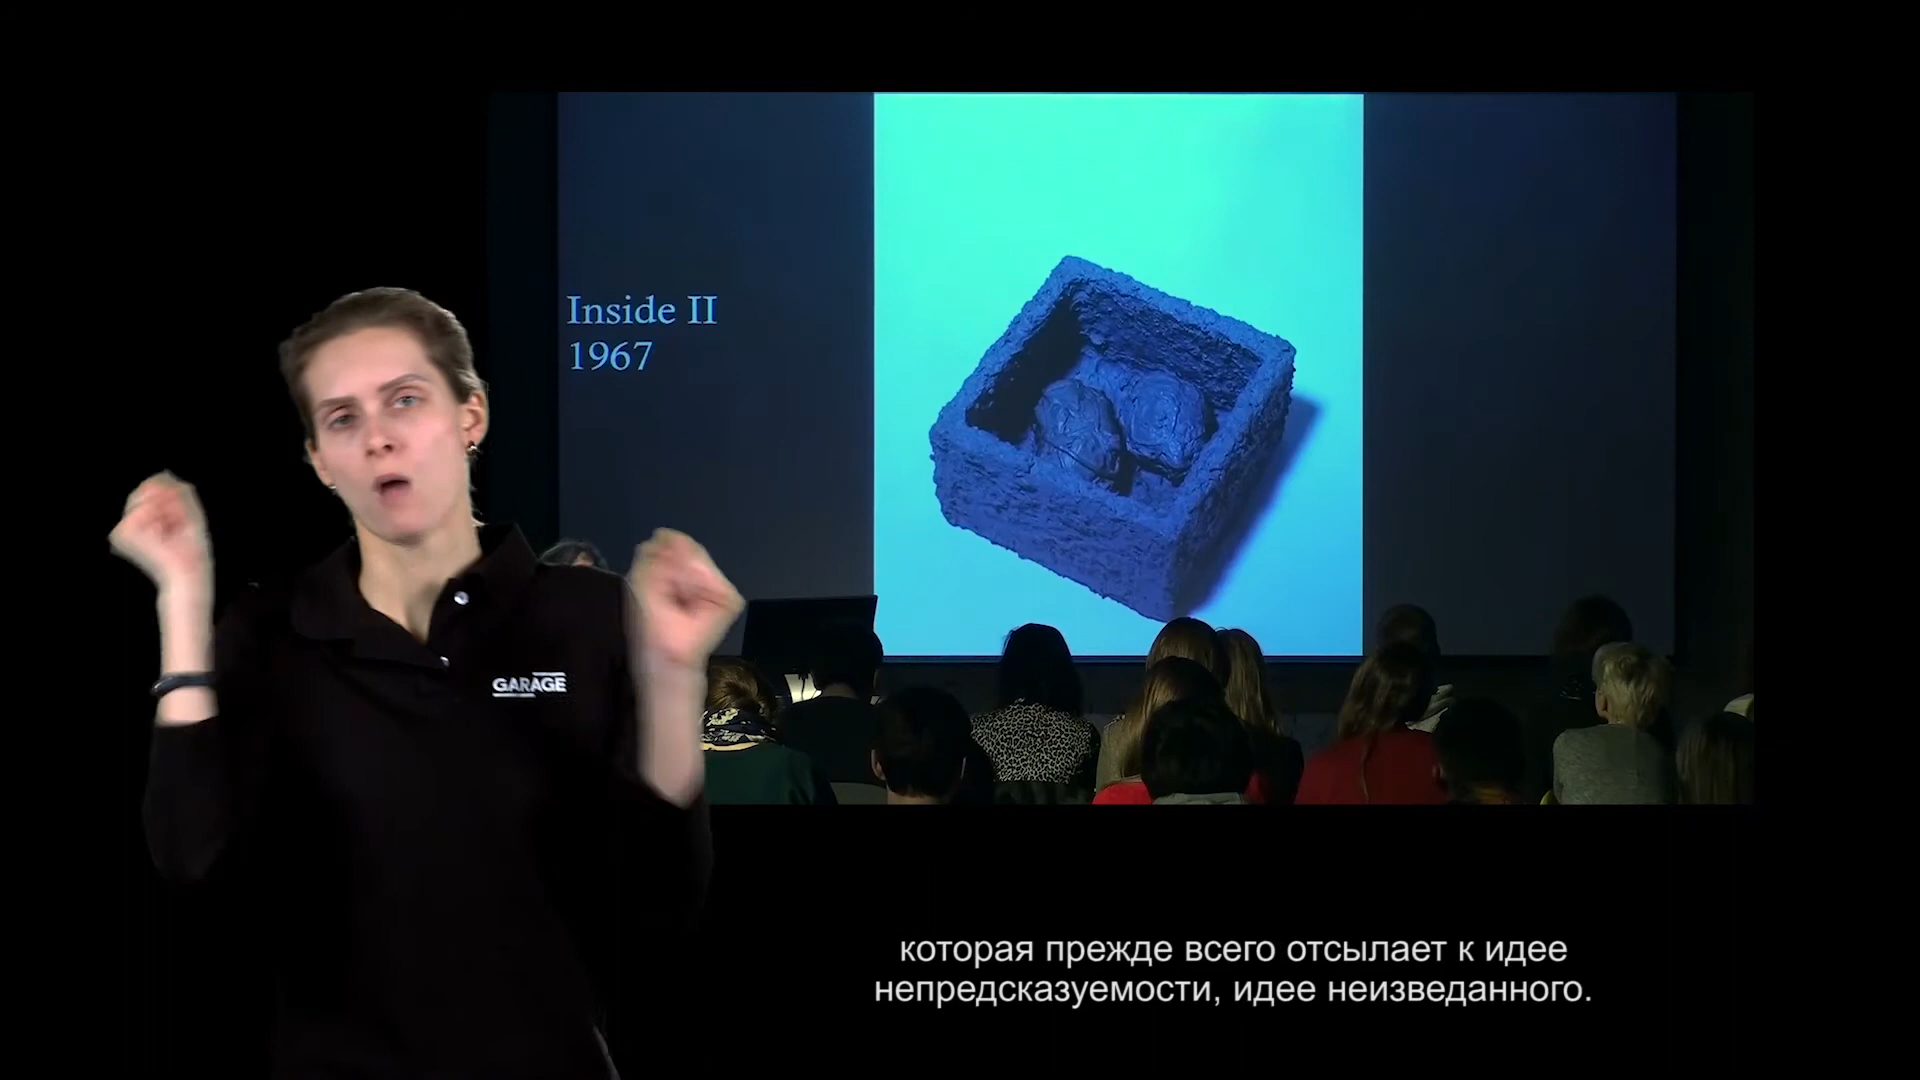 Inside II
1967
GARAGE
которая прежде всего отсылает к идее
непредсказуемости, идее неизведанного.